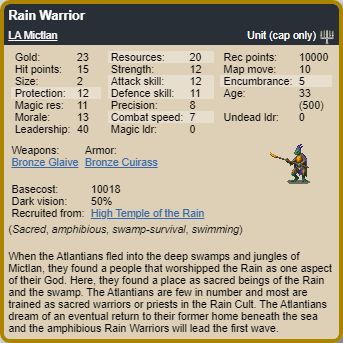 Rain Warrior
LA Mictlan Unit (cap only)
Gold: 23 Resources: 20 Rec points: 10000
Hit points: 15 Strength: 12 Map move: 10
Size: 2 Attack skill: 12 Encumbrance: 5
Protection: 12 Defence skill: 11 Age: 33
Magic res: 11 Precision: 8 (500)
Morale: 13 Combat speed: 7 Undead ldr: 0
Leadership: 40 Magic ldr: 0
Weapons: Armor:
Bronze Glaive Bronze Cuirass
Basecost: 10018
Dark vision: 50%
Recruited from: High Temple of the Rain
(Sacred, amphibious, swamp-survival, swimming)
When the Atlantians fled into the deep swamps and jungles of
Mictlan, they found a people that worshipped the Rain as one aspect
of their God. Here, they found a place as sacred beings of the Rain
and the swamp. The Atlantians are few in number and most are
trained as sacred warriors or priests in the Rain Cult. The Atlantians
dream of an eventual return to their former home beneath the sea
and the amphibious Rain Warriors will lead the first wave.